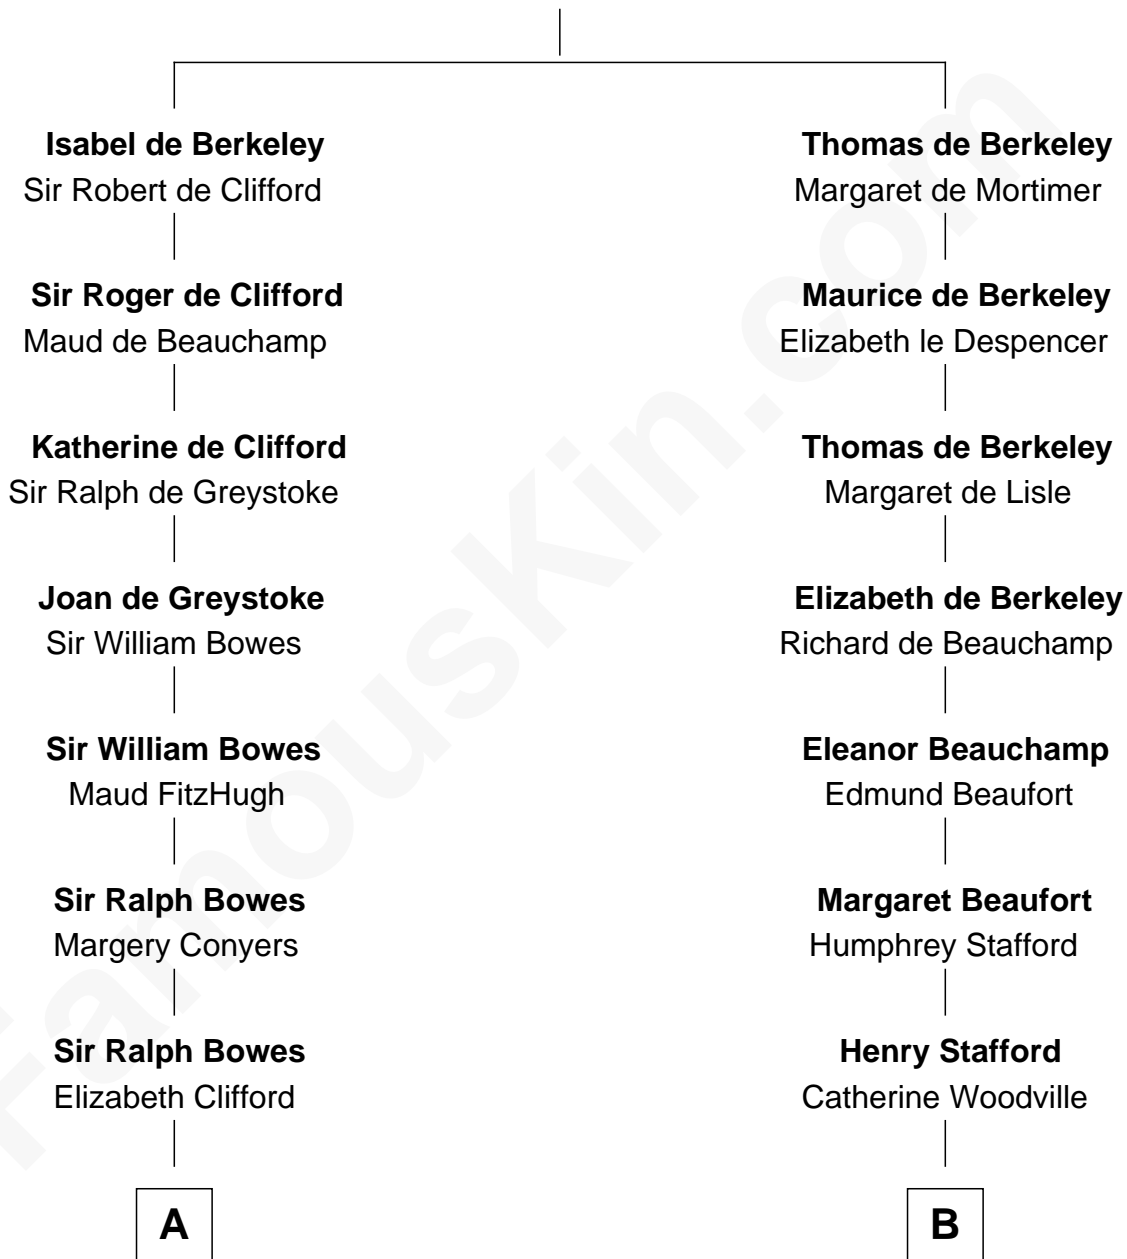 Isabel de Berkeley
Sir Robert de Clifford
Sir Roger de Clifford
Maud de Beauchamp
Katherine de Clifford
Sir Ralph de Greystoke
Joan de Greystoke
Sir William Bowes
Sir William Bowes
Maud FitzHugh
Sir Ralph Bowes
Margery Conyers
Sir Ralph Bowes
Elizabeth Clifford
A
Thomas de Berkeley
Margaret de Mortimer
Maurice de Berkeley
Elizabeth le Despencer
Thomas de Berkeley
Margaret de Lisle
Elizabeth de Berkeley
Richard de Beauchamp
Eleanor Beauchamp
Edmund Beaufort
Margaret Beaufort
Humphrey Stafford
Henry Stafford
Catherine Woodville
B
FamousKin.com